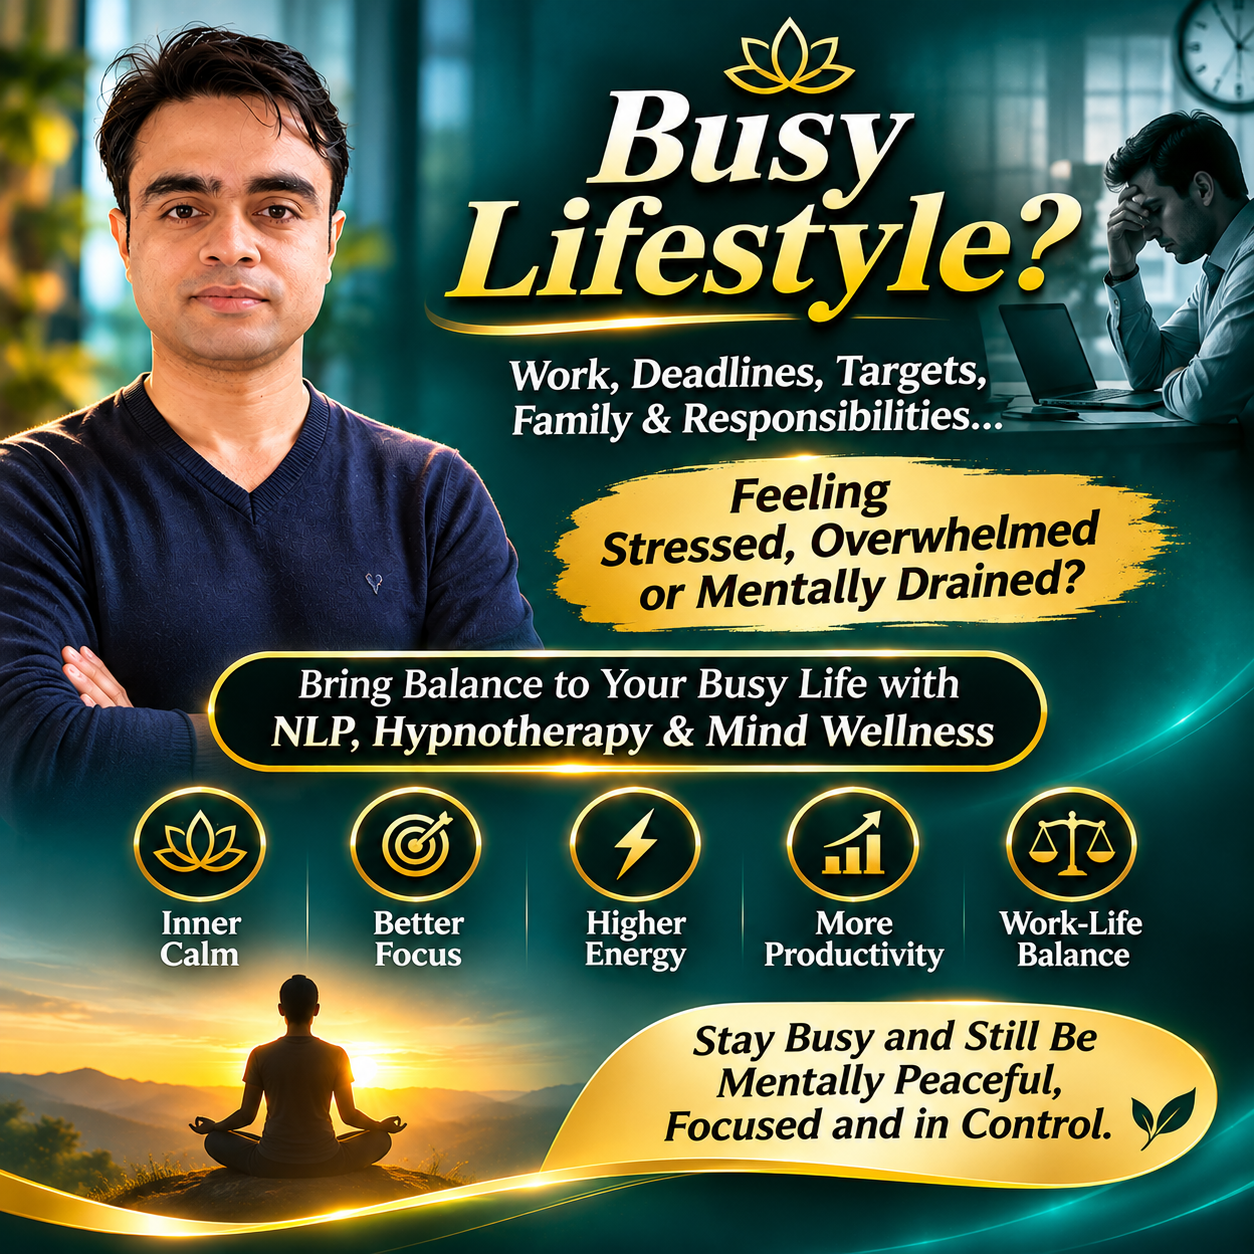 Busy
Lifestyle?
Work, Deadlines, Targets,
Family & Responsibilities...
Feeling
Stressed, Overwhelmed
or Mentally Drained?
Bring Balance to Your Busy Life with
NLP, Hypnotherapy & Mind Wellness
Inner
Calm
Better
Focus
Higher
Energy
More
Productivity
Work-Life
Balance
Stay Busy and Still Be
Mentally Peaceful,
Focused and in Control.